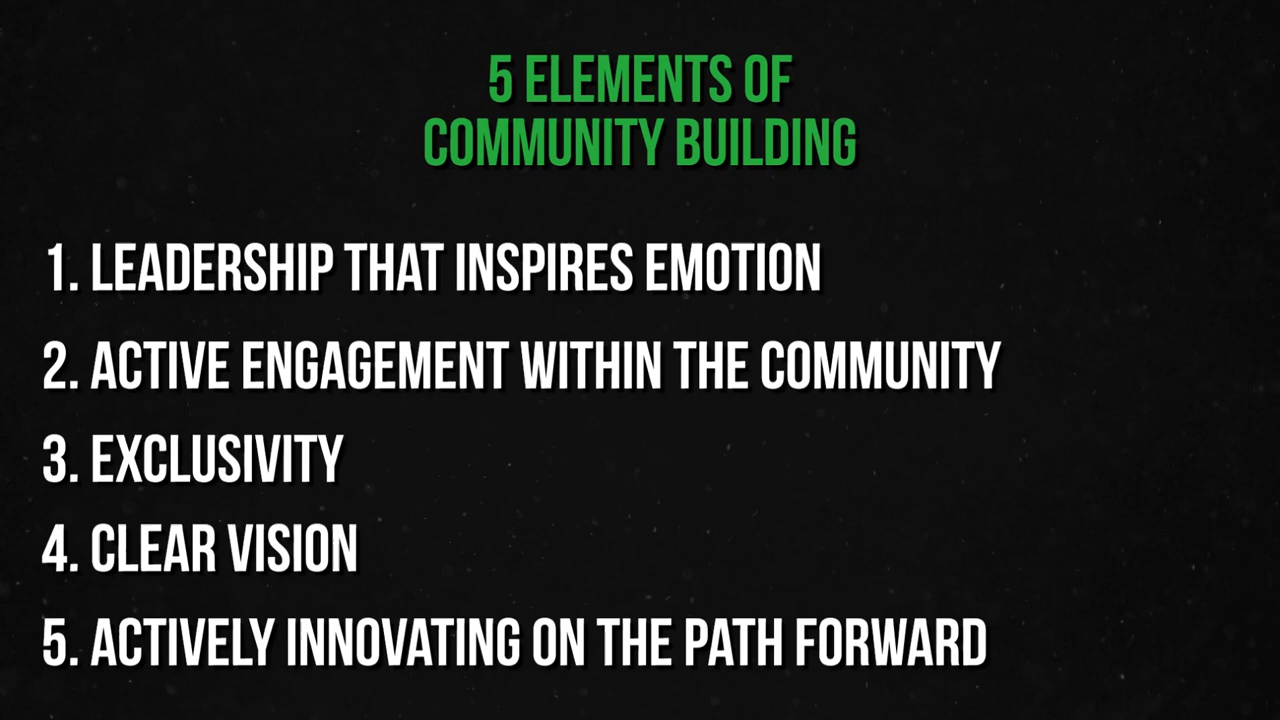 5 ELEMENTS OF
COMMUNITY BUILDING
1. LEADERSHIP THAT INSPIRES EMOTION
2. ACTIVE ENGAGEMENT WITHIN THE COMMUNITY
3. EXCLUSIVITY
4. CLEAR VISION
5. ACTIVELY INNOVATING ON THE PATH FORWARD